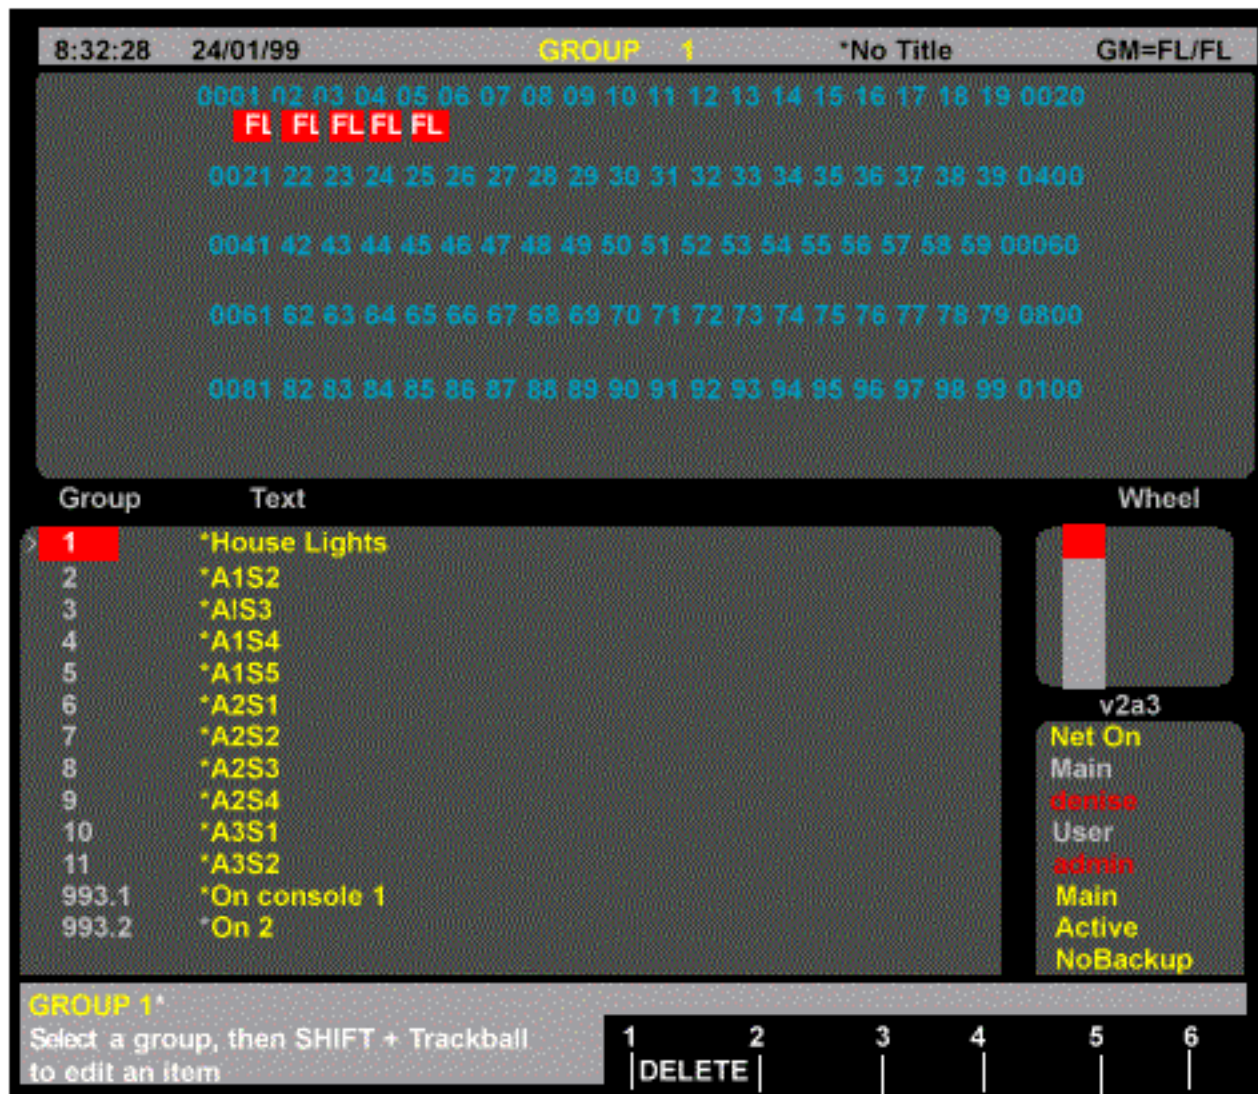 8:32:28 24/01/99 GROUP 1 *No Title GM=FL/FL
0001 02 03 04 05 06 07 08 09 10 11 12 13 14 15 16 17 18 19 0020
FL FL FL FL FL
0021 22 23 24 25 26 27 28 29 30 31 32 33 34 35 36 37 38 39 0400
0041 42 43 44 45 46 47 48 49 50 51 52 53 54 55 56 57 58 59 00060
0061 62 63 64 65 66 67 68 69 70 71 72 73 74 75 76 77 78 79 0800
0081 82 83 84 85 86 87 88 89 90 91 92 93 94 95 96 97 98 99 0100
Group Text Wheel
> 1 *House Lights
2 *A1S2
3 *AIS3
4 *A1S4
5 *A1S5
6 *A2S1
7 *A2S2
8 *A2S3
9 *A2S4
10 *A3S1
11 *A3S2
993.1 *On console 1
993.2 *On 2
v2a3
Net On
Main
denise
User
admin
Main
Active
NoBackup
GROUP 1*
Select a group, then SHIFT + Trackball
to edit an item
1 2 3 4 5 6
DELETE